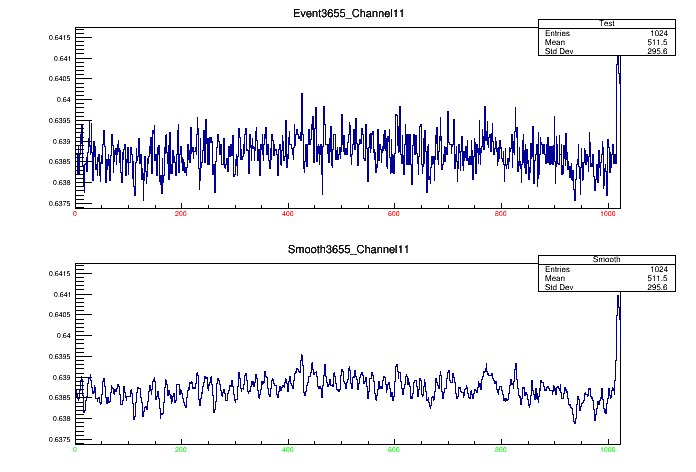 Event3655_Channel11
Test
Entries 1024
Mean 511.5
Std Dev 295.6
0.6415
0.641
0.6405
0.64
0.6395
0.639
0.6385
0.638
0.6375
0 200 400 600 800 1000
Smooth3655_Channel11
Smooth
Entries 1024
Mean 511.5
Std Dev 295.6
0.6415
0.641
0.6405
0.64
0.6395
0.639
0.6385
0.638
0.6375
0 200 400 600 800 1000